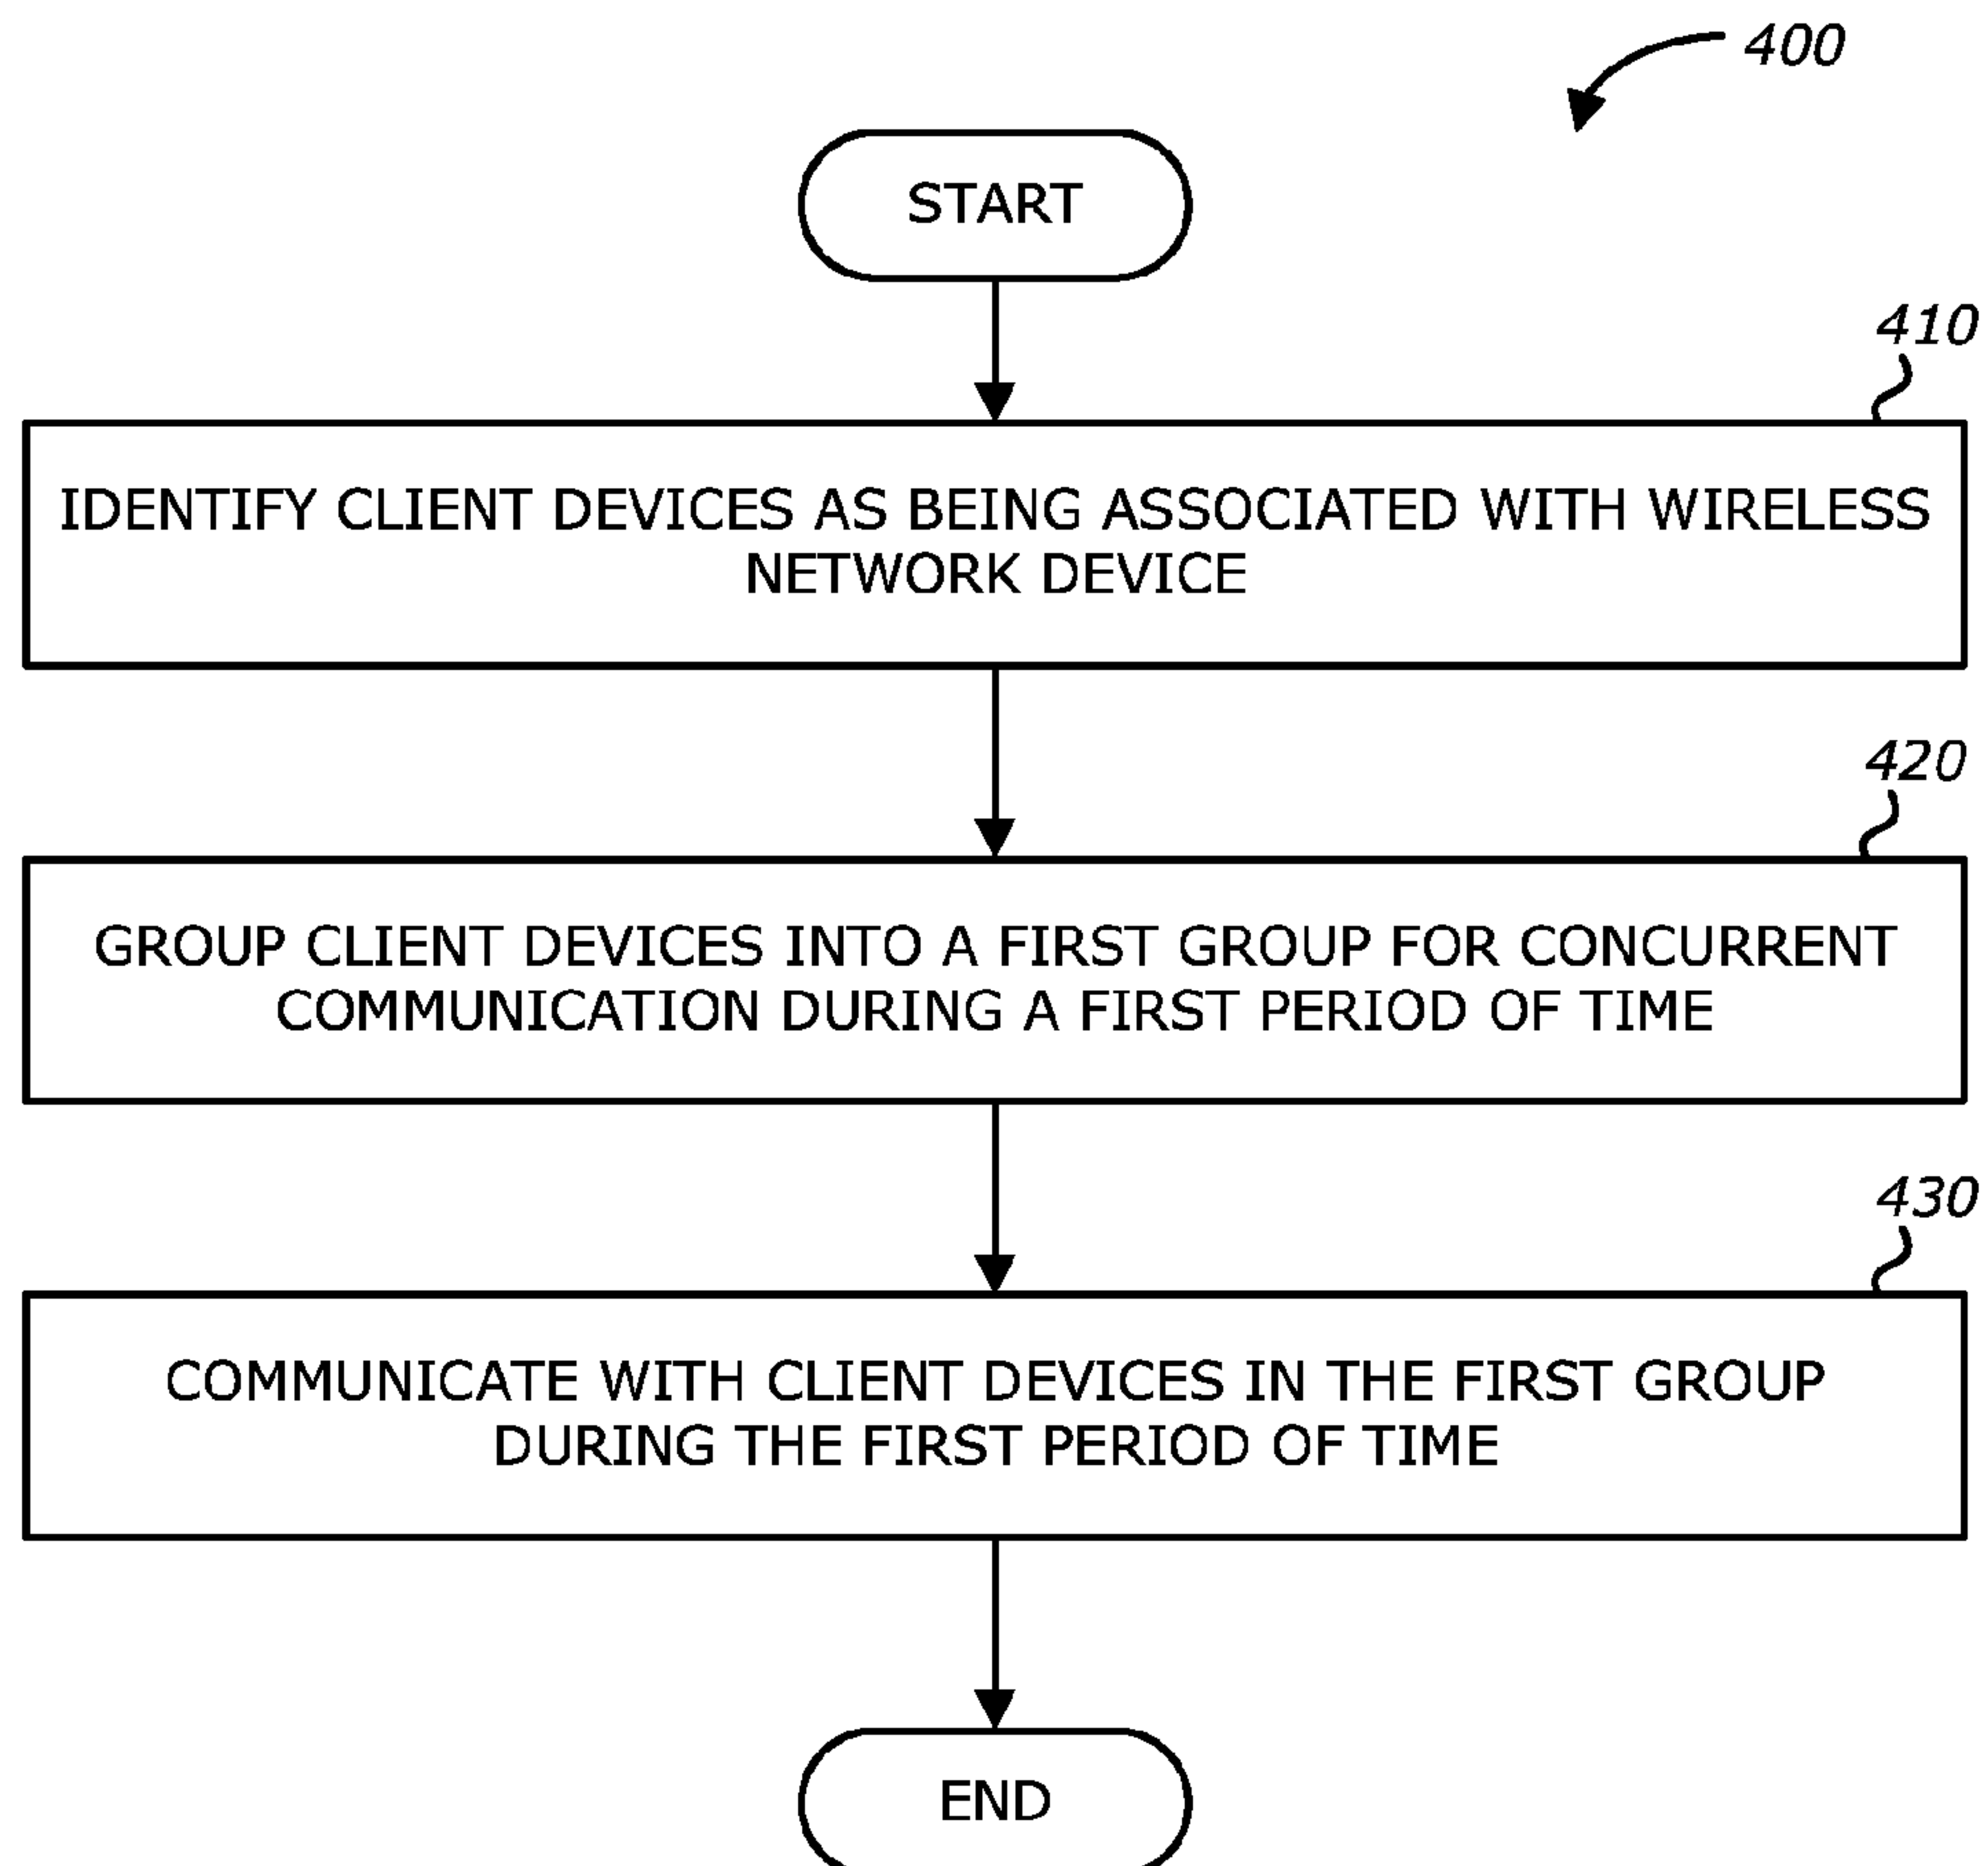 400
START
410
IDENTIFY CLIENT DEVICES AS BEING ASSOCIATED WITH WIRELESS
NETWORK DEVICE
420
GROUP CLIENT DEVICES INTO A FIRST GROUP FOR CONCURRENT
COMMUNICATION DURING A FIRST PERIOD OF TIME
430
COMMUNICATE WITH CLIENT DEVICES IN THE FIRST GROUP
DURING THE FIRST PERIOD OF TIME
END